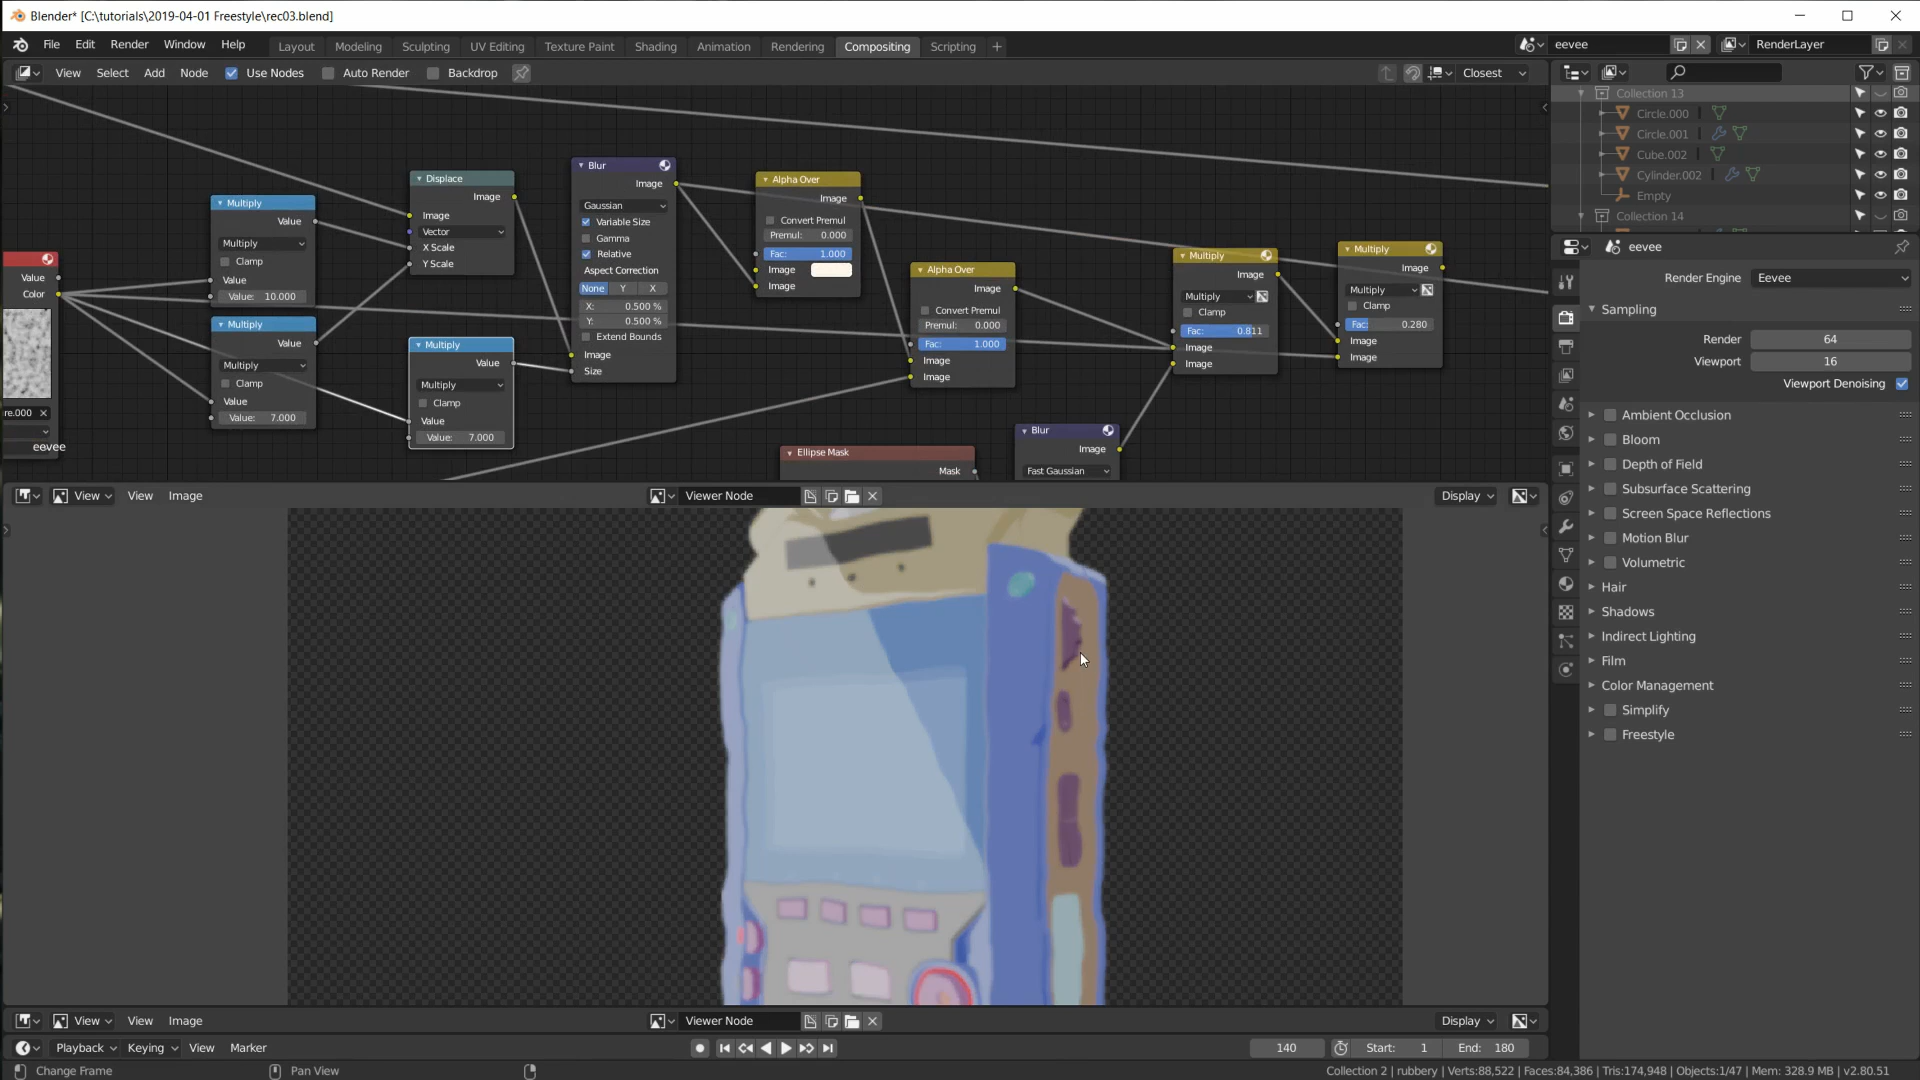 Blender* [C:\tutorials\2019-04-01 Freestyle\rec03.blend]
File Edit Render Window Help Layout Modeling Sculpting UV Editing Texture Paint Shading Animation Rendering Compositing Scripting + eevee RenderLayer
View Select Add Node Use Nodes Auto Render Backdrop Closest
Collection 13
Circle.000
Circle.001
Cube.002
Cylinder.002
Empty
Collection 14
eevee
Render Engine Eevee
Sampling
Render 64
Viewport 16
Viewport Denoising
Ambient Occlusion
Bloom
Depth of Field
Subsurface Scattering
Screen Space Reflections
Motion Blur
Volumetric
Hair
Shadows
Indirect Lighting
Film
Color Management
Simplify
Freestyle
Value
Color
re.000
eevee
Multiply
Value
Multiply
Clamp
Value
Value: 10.000
Multiply
Value
Multiply
Clamp
Value
Value: 7.000
Displace
Image
Image
Vector
X Scale
Y Scale
Multiply
Value
Multiply
Clamp
Value
Value: 7.000
Blur
Image
Gaussian
Variable Size
Gamma
Relative
Aspect Correction
None Y X
X: 0.500 %
Y: 0.500 %
Extend Bounds
Image
Size
Alpha Over
Image
Convert Premul
Premul: 0.000
Fac: 1.000
Image
Image
Alpha Over
Image
Convert Premul
Premul: 0.000
Fac: 1.000
Image
Image
Ellipse Mask
Mask
Blur
Image
Fast Gaussian
Multiply
Image
Multiply
Clamp
Fac: 0.811
Image
Image
Multiply
Image
Multiply
Clamp
Fac: 0.280
Image
Image
View View Image Viewer Node Display
View View Image Viewer Node Display
Playback Keying View Marker 140 Start: 1 End: 180
Change Frame Pan View Collection 2 | rubbery | Verts:88,522 | Faces:84,386 | Tris:174,948 | Objects:1/47 | Mem: 328.9 MB | v2.80.51